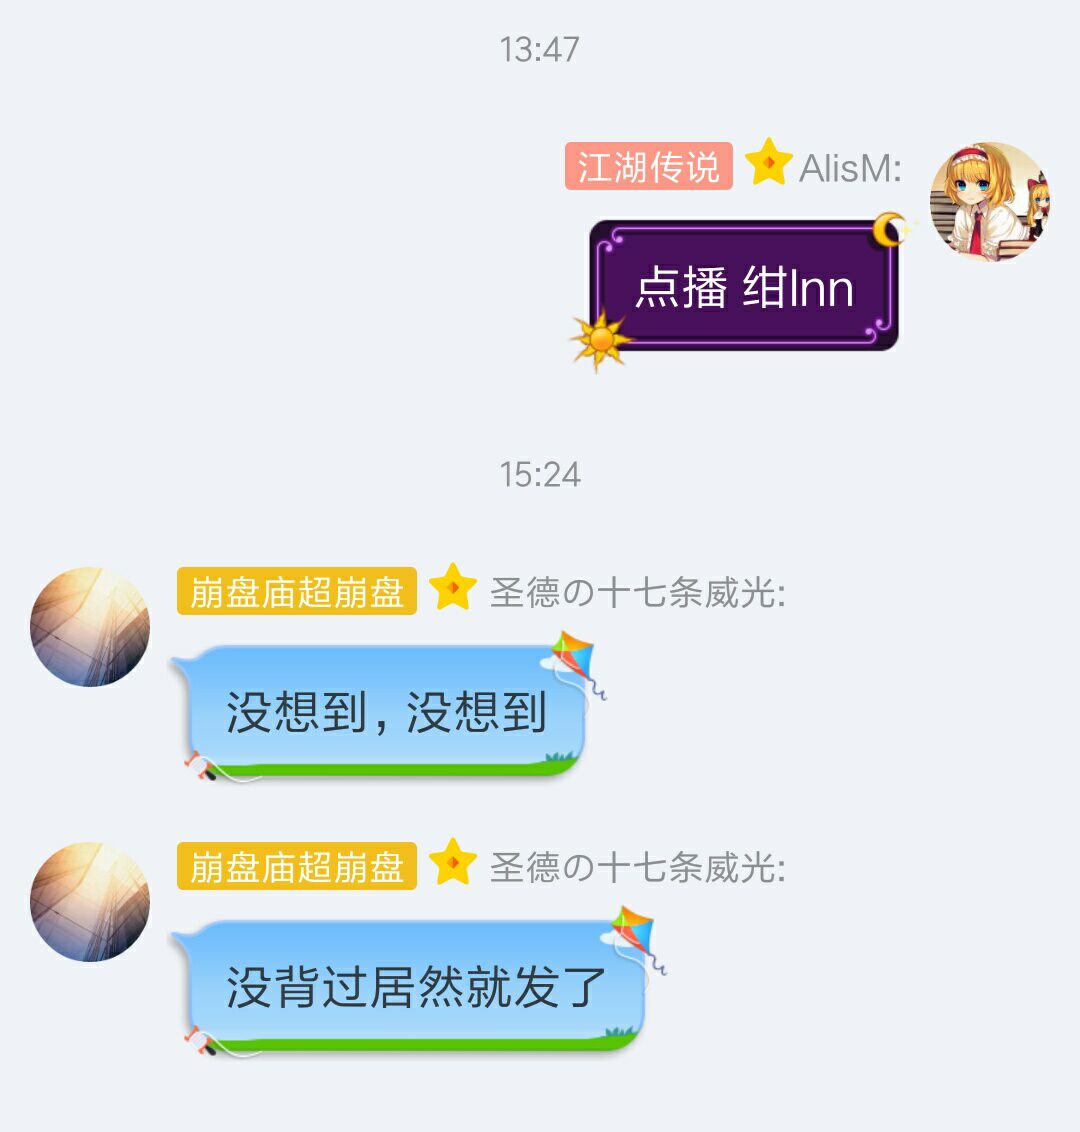 13:47
江湖传说 AlisM:
点播 绀lnn
15:24
崩盘庙超崩盘 圣德の十七条威光:
没想到，没想到
崩盘庙超崩盘 圣德の十七条威光:
没背过居然就发了